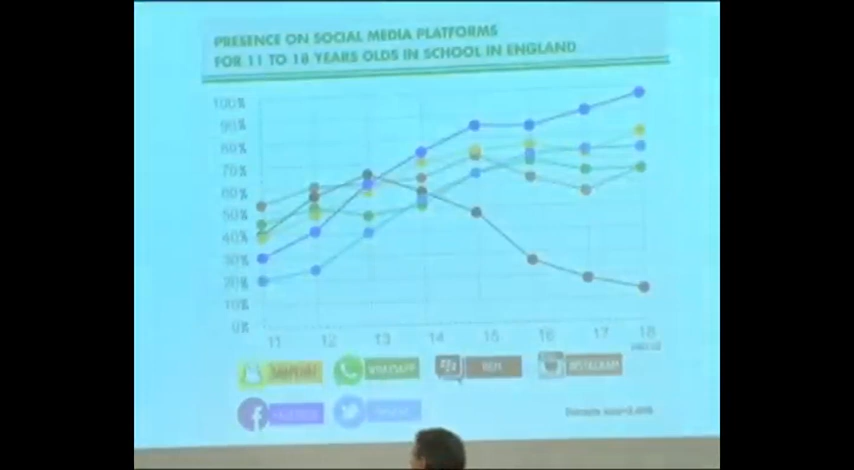 PRESENCE ON SOCIAL MEDIA PLATFORMS
FOR 11 TO 18 YEARS OLDS IN SCHOOL IN ENGLAND
100%
90%
80%
70%
60%
50%
40%
30%
20%
10%
0%
11 12 13 14 15 16 17 18
SNAPCHAT WHATSAPP BBM INSTAGRAM
FACEBOOK TWITTER